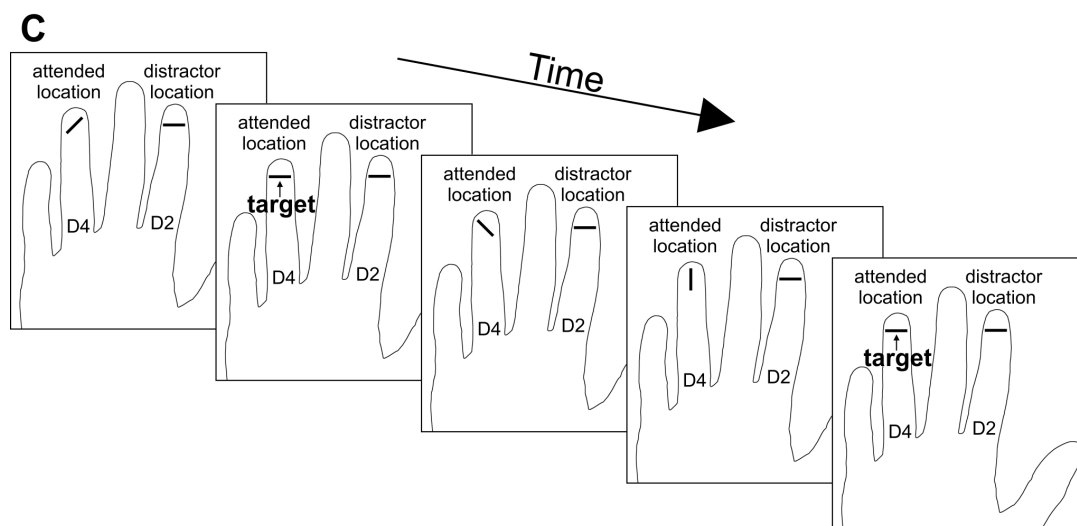 C
Time
attended
location
distractor
location
D4
D2
attended
location
distractor
location
target
D4
D2
attended
location
distractor
location
D4
D2
attended
location
distractor
location
D4
D2
attended
location
distractor
location
target
D4
D2